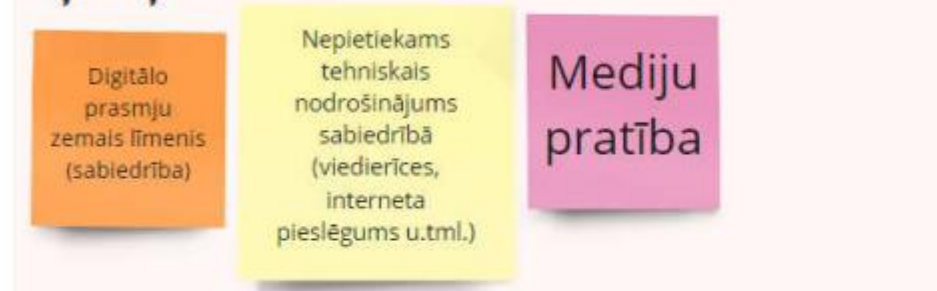 Digitālo
prasmju
zemais līmenis
(sabiedrība)
Nepietiekams
tehniskais
nodrošinājums
sabiedrībā
(viedierīces,
interneta
pieslēgums u.tml.)
Mediju
pratība